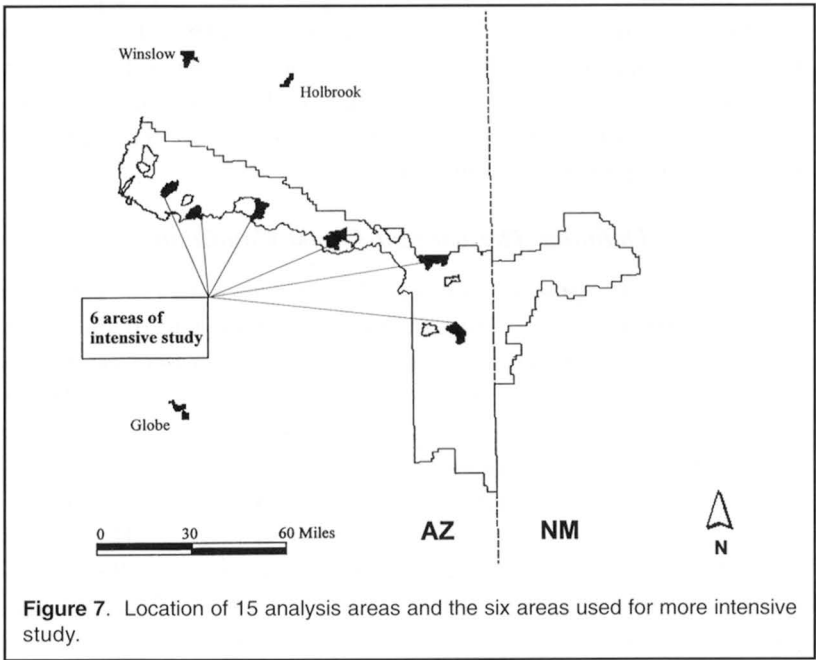 Winslow
Holbrook
6 areas of
intensive study
Globe
0 30 60 Miles
AZ NM
N
Figure 7. Location of 15 analysis areas and the six areas used for more intensive
study.